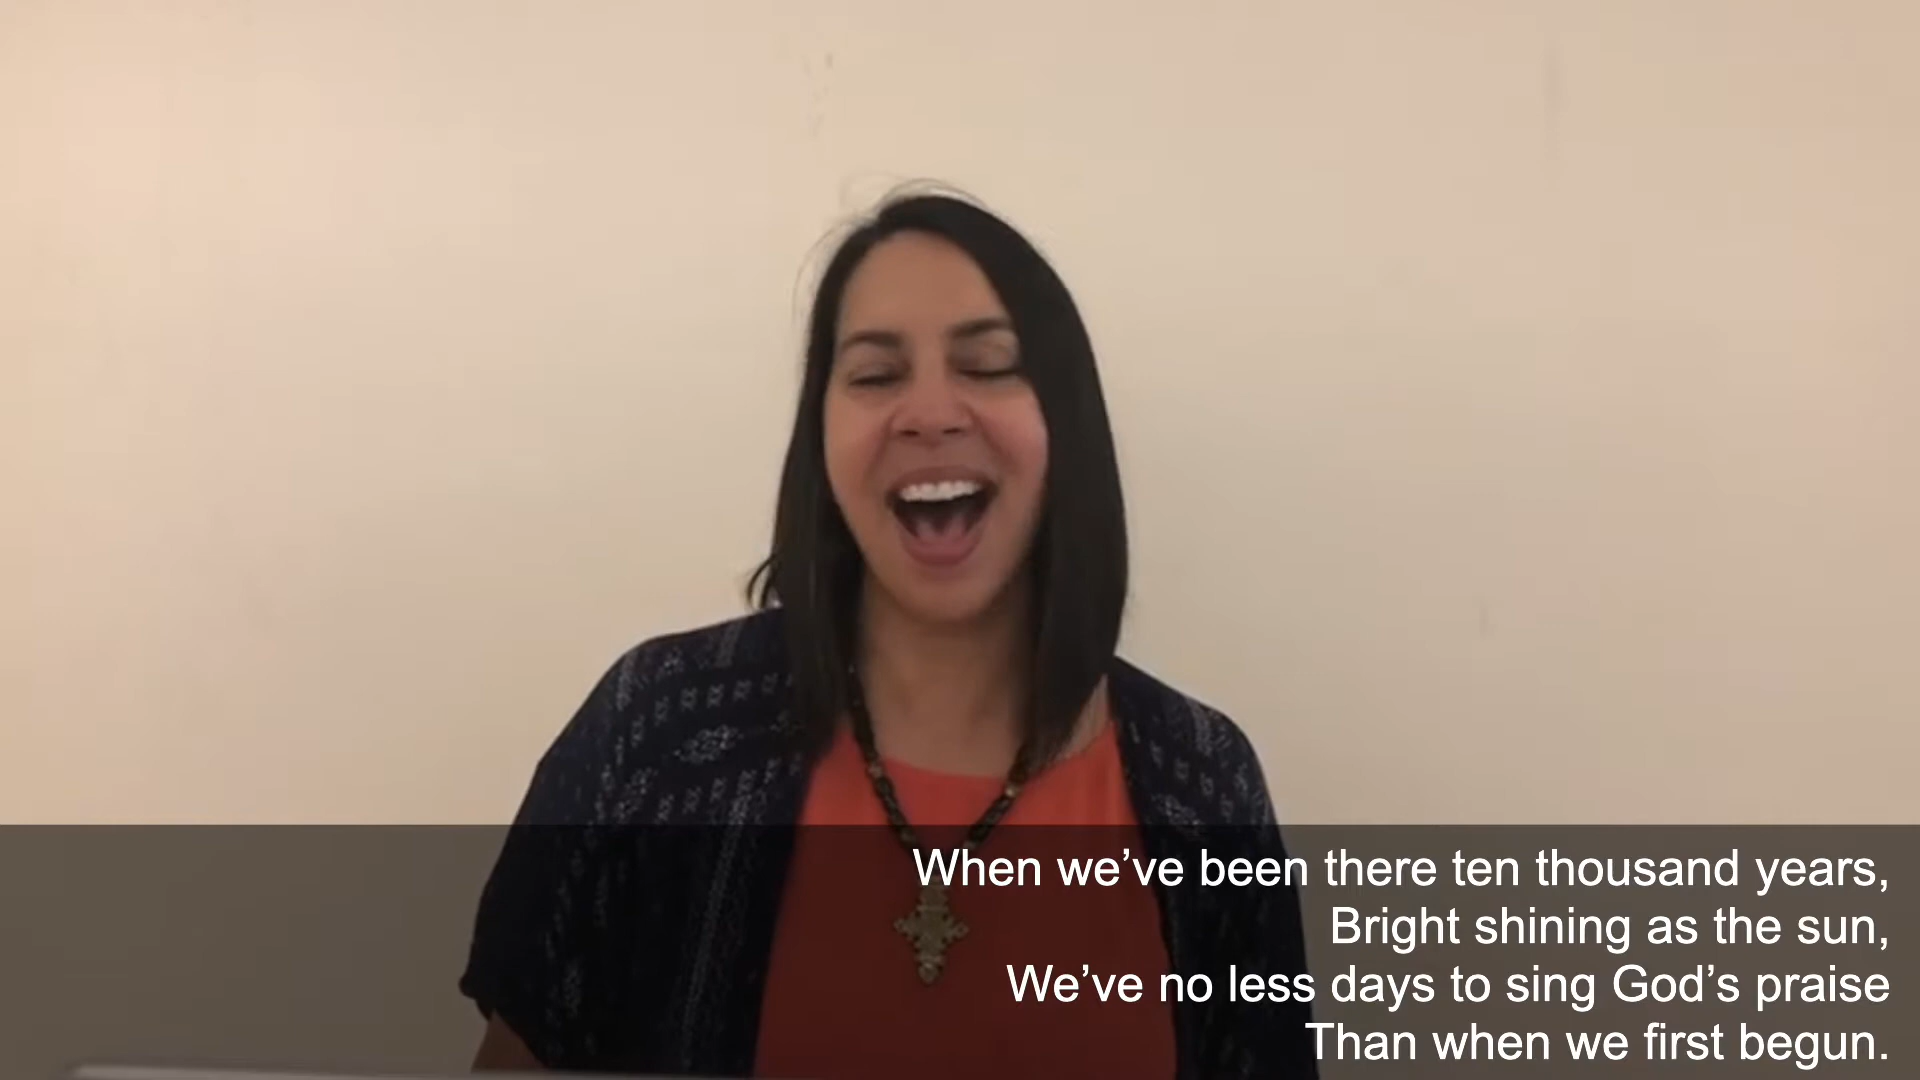 When we’ve been there ten thousand years,
Bright shining as the sun,
We’ve no less days to sing God’s praise
Than when we first begun.